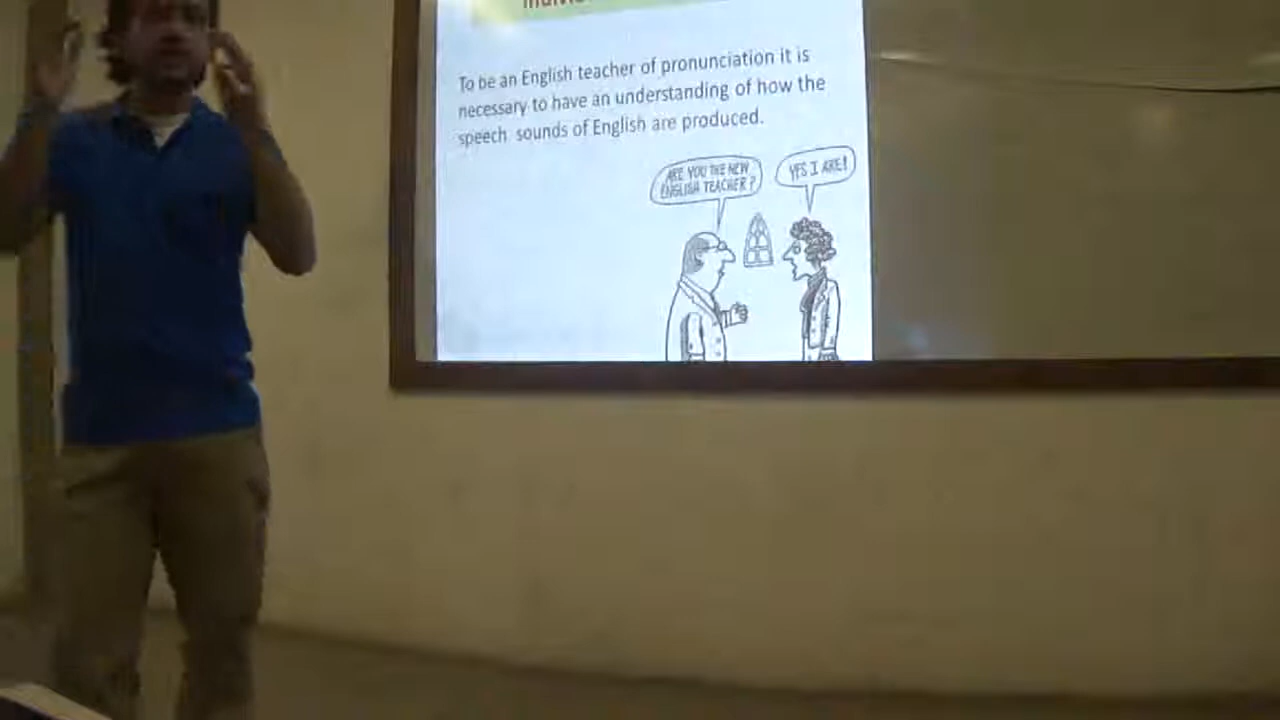 To be an English teacher of pronunciation it is
necessary to have an understanding of how the
speech sounds of English are produced.
ARE YOU THE NEW
ENGLISH TEACHER?
YES I ARE!